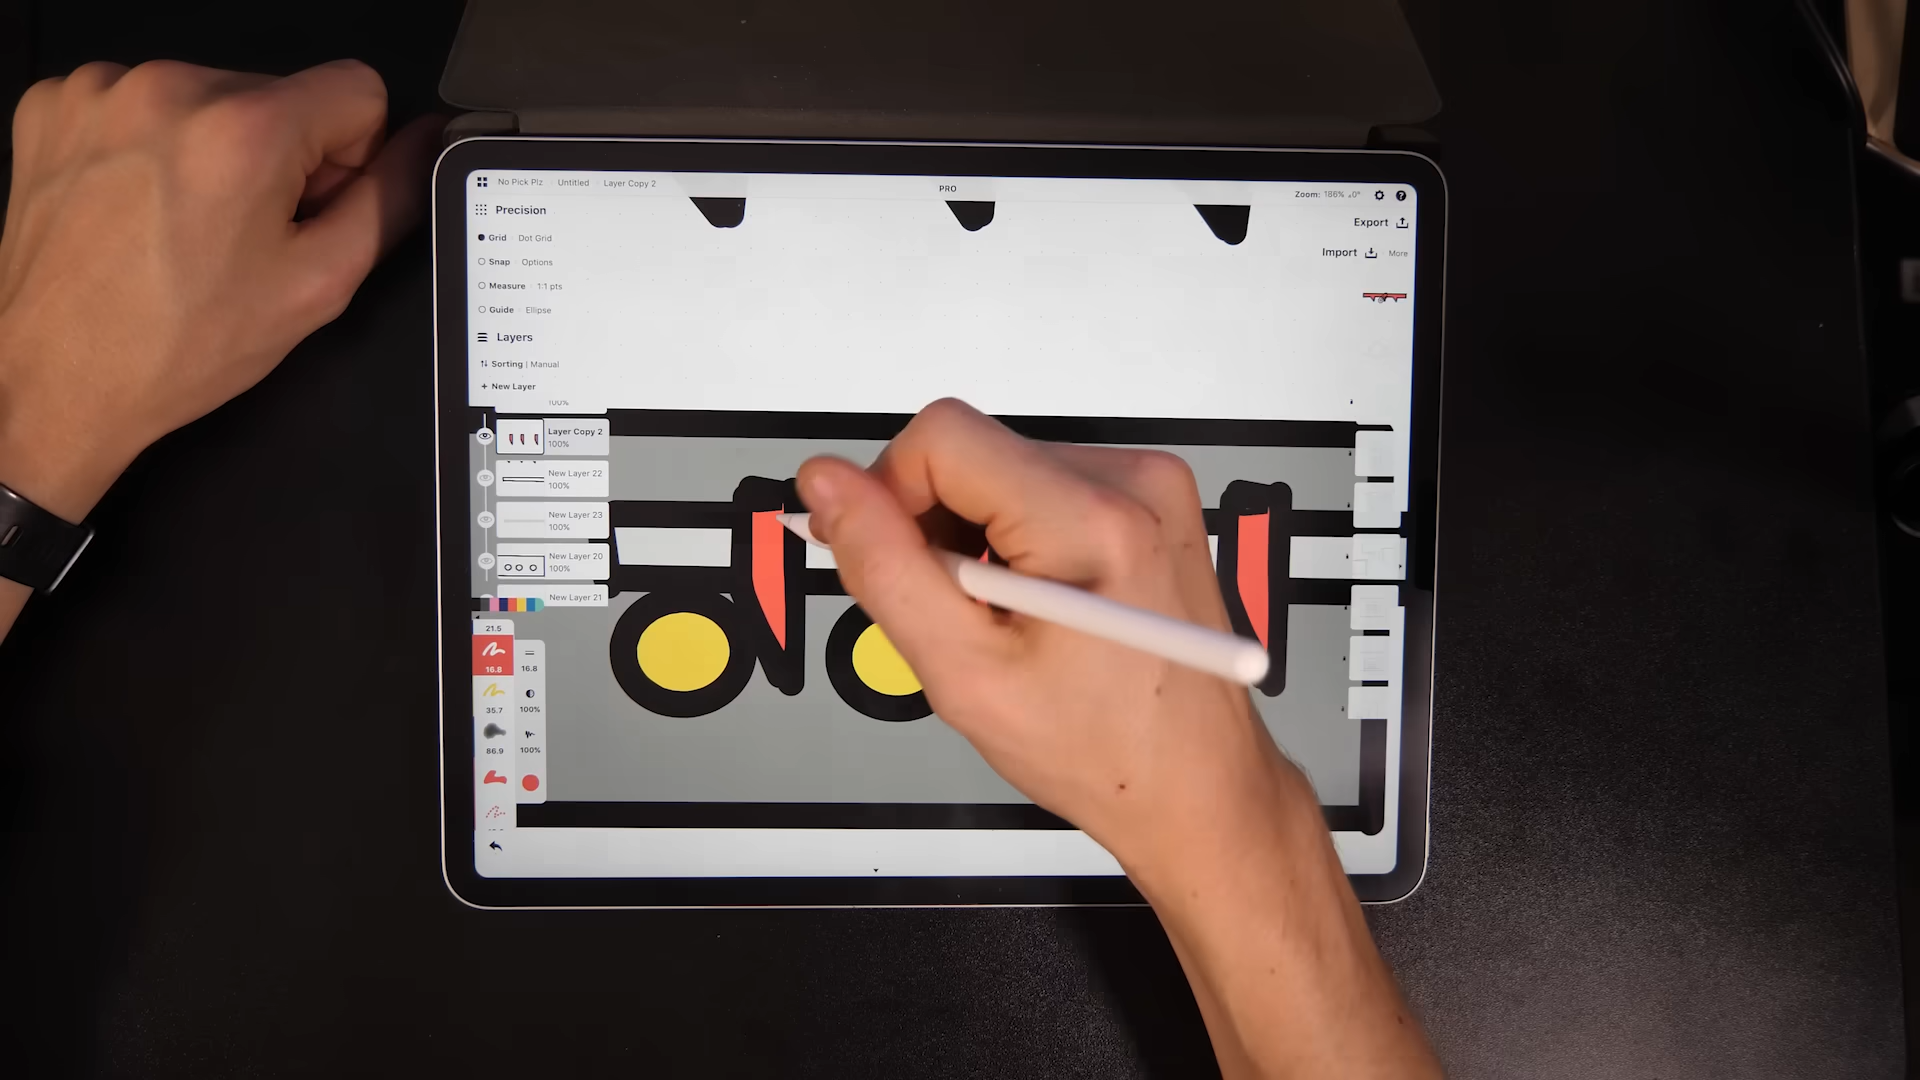 No Pick Plz Untitled Layer Copy 2
PRO
Zoom: 186% 0°
Precision
Export
Grid · Dot Grid
Import More
Snap · Options
Measure · 1:1 pts
Guide · Ellipse
Layers
Sorting | Manual
+ New Layer
100%
Layer Copy 2
100%
New Layer 22
100%
New Layer 23
100%
New Layer 20
100%
New Layer 21
21.5
16.8
16.8
35.7
100%
86.9
100%